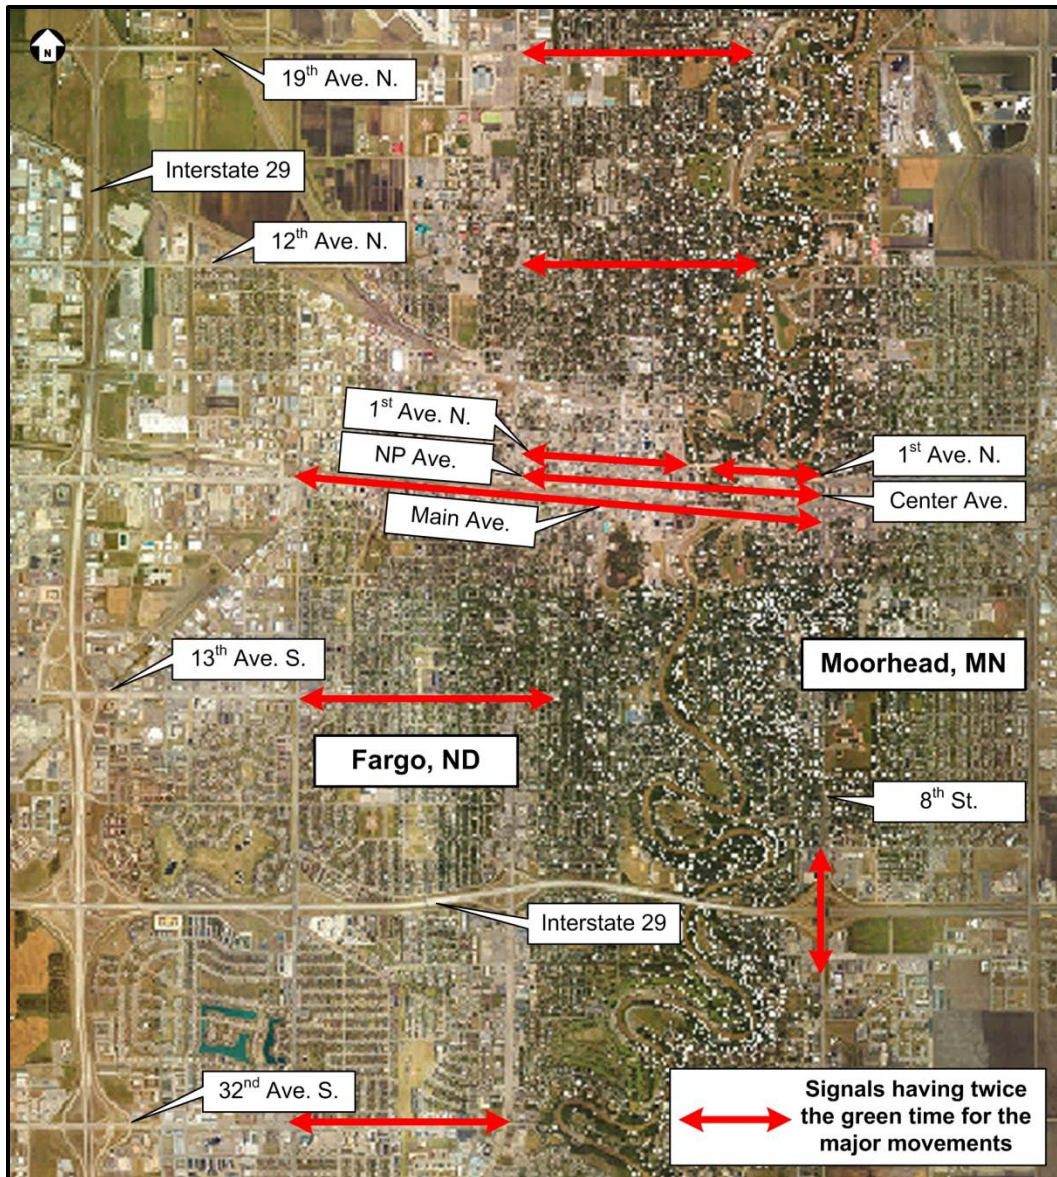 N
19th Ave. N.
Interstate 29
12th Ave. N.
1st Ave. N.
NP Ave.
Main Ave.
1st Ave. N.
Center Ave.
13th Ave. S.
Moorhead, MN
Fargo, ND
8th St.
Interstate 29
32nd Ave. S.
Signals having twice
the green time for the
major movements